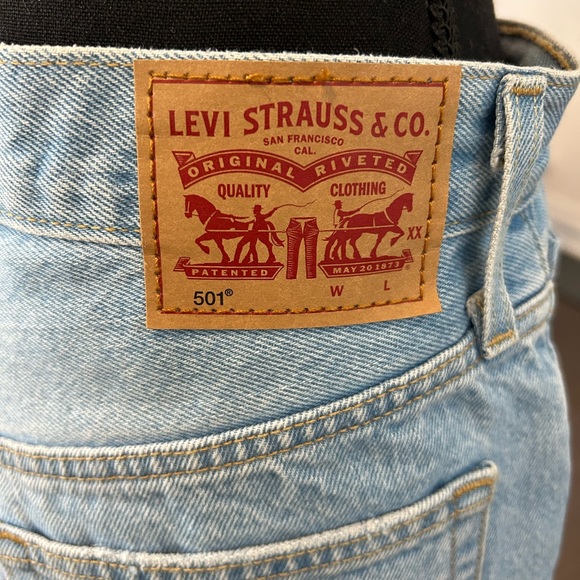 LEVI STRAUSS & CO.
SAN FRANCISCO
CAL.
ORIGINAL RIVETED
QUALITY CLOTHING
XX
PATENTED MAY 20 1873
501® W L